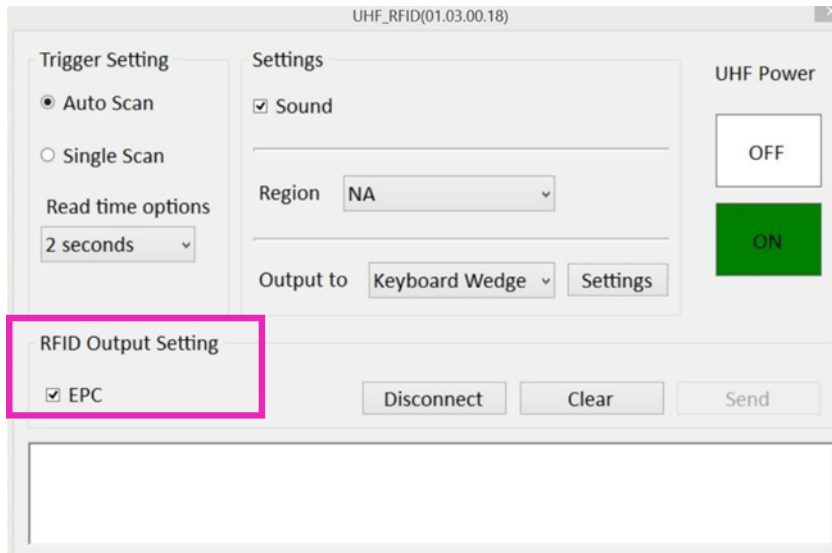 UHF_RFID(01.03.00.18)
Trigger Setting
Auto Scan
Single Scan
Read time options
2 seconds
Settings
Sound
Region NA
Output to Keyboard Wedge Settings
UHF Power
OFF
ON
RFID Output Setting
EPC
Disconnect Clear Send